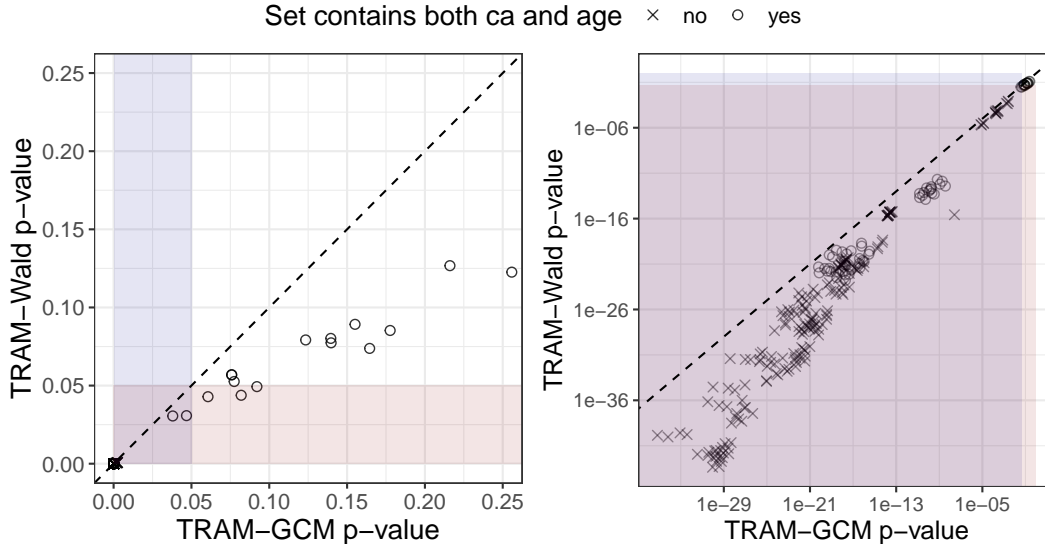 Set contains both ca and age × no ○ yes
TRAM−Wald p−value
0.25
0.20
0.15
0.10
0.05
0.00
0.00 0.05 0.10 0.15 0.20 0.25
TRAM−GCM p−value
TRAM−Wald p−value
1e−06
1e−16
1e−26
1e−36
1e−29 1e−21 1e−13 1e−05
TRAM−GCM p−value